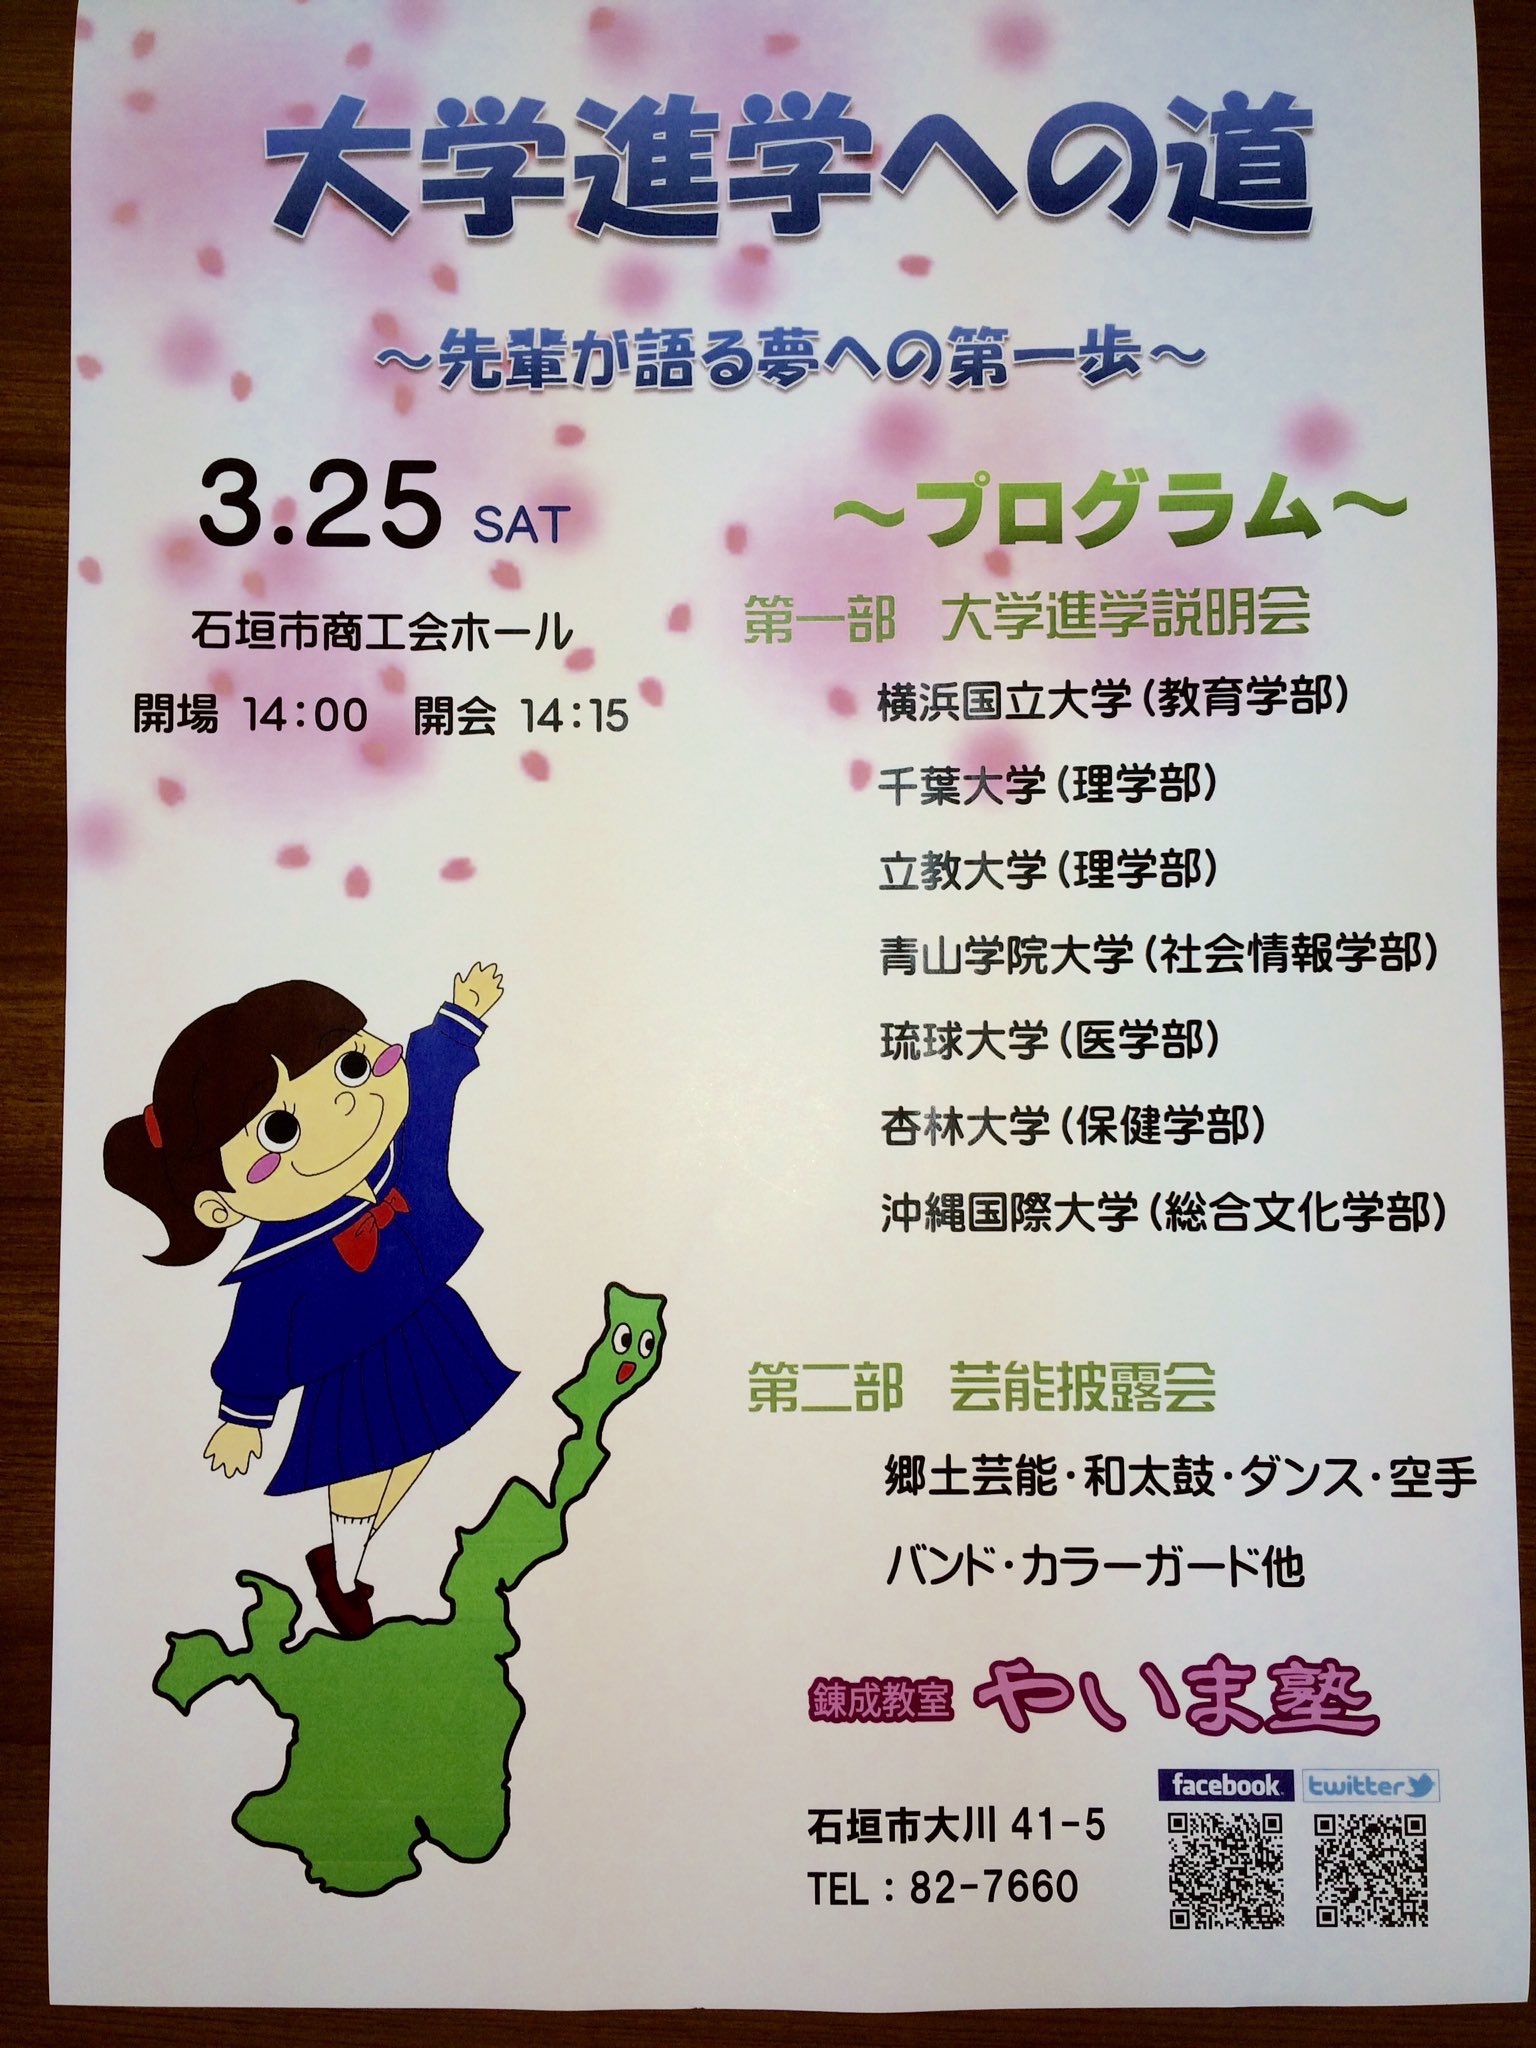 大学進学への道
～先輩が語る夢への第一歩～
3.25 SAT
石垣市商工会ホール
開場 14:00 開会 14:15
～プログラム～
第一部 大学進学説明会
横浜国立大学(教育学部)
千葉大学(理学部)
立教大学(理学部)
青山学院大学(社会情報学部)
琉球大学(医学部)
杏林大学(保健学部)
沖縄国際大学(総合文化学部)
第二部 芸能披露会
郷土芸能・和太鼓・ダンス・空手
バンド・カラーガード他
錬成教室 やいま塾
facebook twitter
石垣市大川 41-5
TEL：82-7660